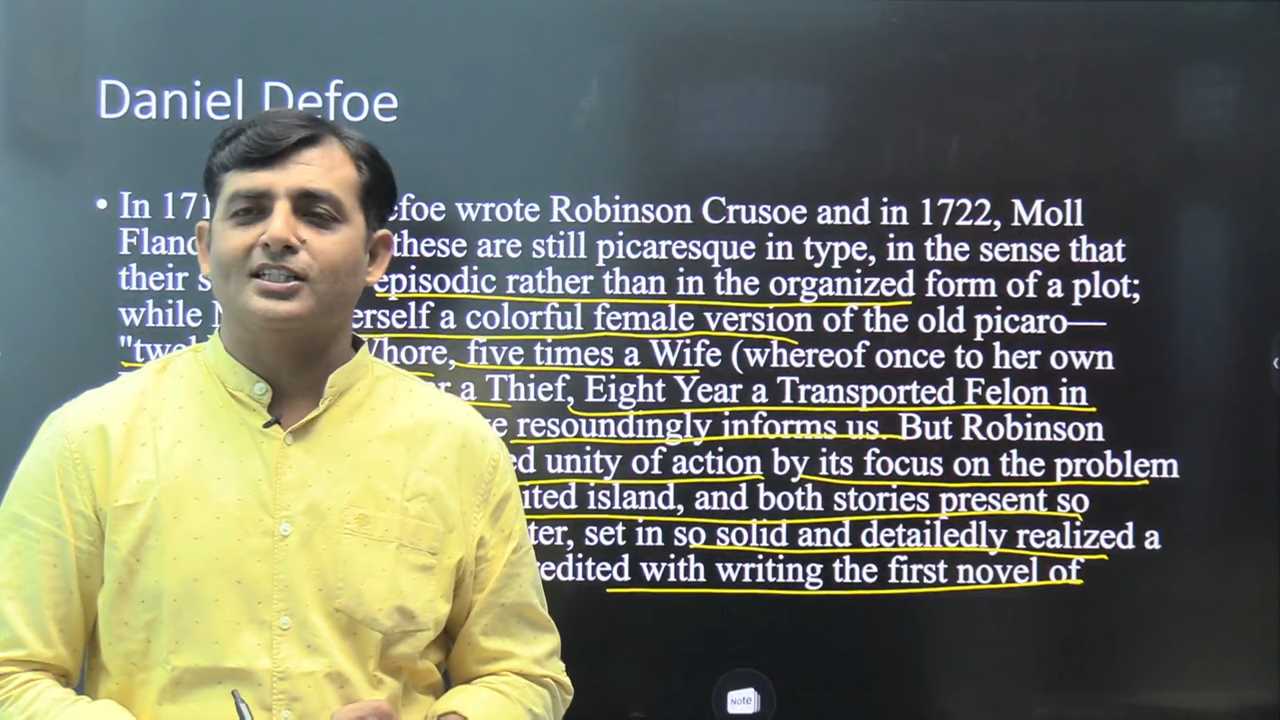 Daniel Defoe
• In 171 efoe wrote Robinson Crusoe and in 1722, Moll
Flan these are still picaresque in type, in the sense that
their s episodic rather than in the organized form of a plot;
while erself a colorful female version of the old picaro—
"twel Whore, five times a Wife (whereof once to her own
r a Thief, Eight Year a Transported Felon in
e resoundingly informs us. But Robinson
ed unity of action by its focus on the problem
ited island, and both stories present so
ter, set in so solid and detailedly realized a
redited with writing the first novel of
Note